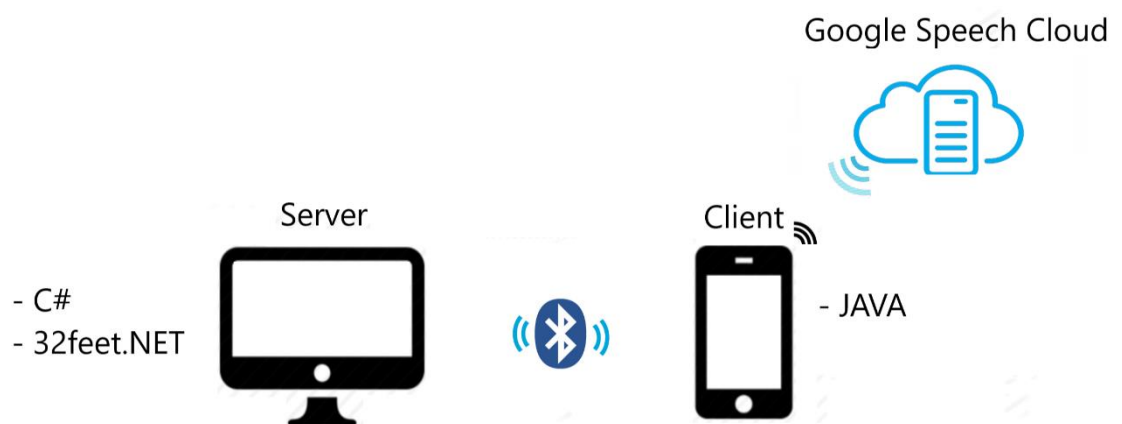 Google Speech Cloud
Server
Client
- C#
- 32feet.NET
- JAVA